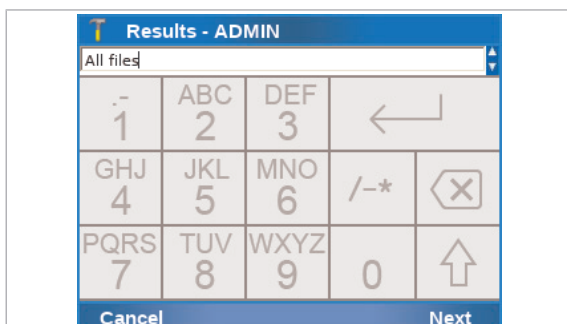 Results - ADMIN
All files
.- ABC DEF
1 2 3
GHJ JKL MNO /-*
4 5 6
PQRS TUV WXYZ
7 8 9 0
Cancel Next